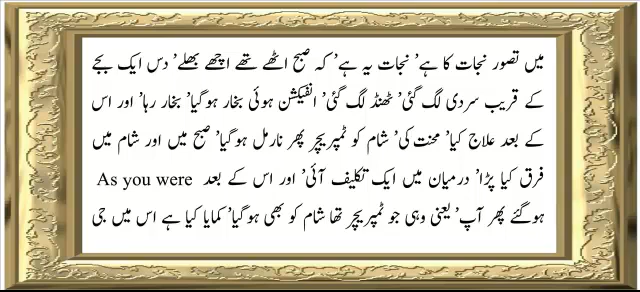 میں تصور نجات کا ہے‘ نجات یہ ہے‘ کہ صبح اٹھے تھے اچھے بھلے‘ دس ایک بجے
کے قریب سردی لگ گئی‘ ٹھنڈ لگ گئی‘ انفیکشن ہوئی بخار ہوگیا‘ بخار رہا‘ اور اس
کے بعد علاج کیا‘ محنت کی‘ شام کو ٹمپریچر پھر نارمل ہوگیا‘ صبح میں اور شام میں
فرق کیا پڑا‘ درمیان میں ایک تکلیف آئی‘ اور اس کے بعد As you were
ہوگئے پھر آپ‘ یعنی وہی جو ٹمپریچر تھا شام کو بھی ہوگیا‘ کمایا کیا ہے اس میں جی